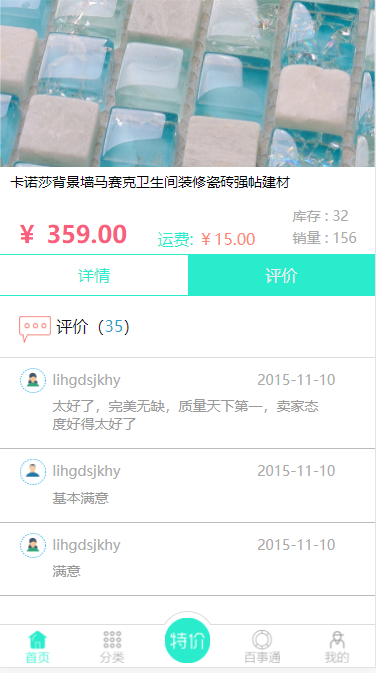 卡诺莎背景墙马赛克卫生间装修瓷砖强帖建材
库存 : 32
¥ 359.00 运费: ￥15.00
销量 : 156
详情 评价
评价（35）
lihgdsjkhy 2015-11-10
太好了，完美无缺，质量天下第一，卖家态
度好得太好了
lihgdsjkhy 2015-11-10
基本满意
lihgdsjkhy 2015-11-10
满意
首页 分类 特价 百事通 我的